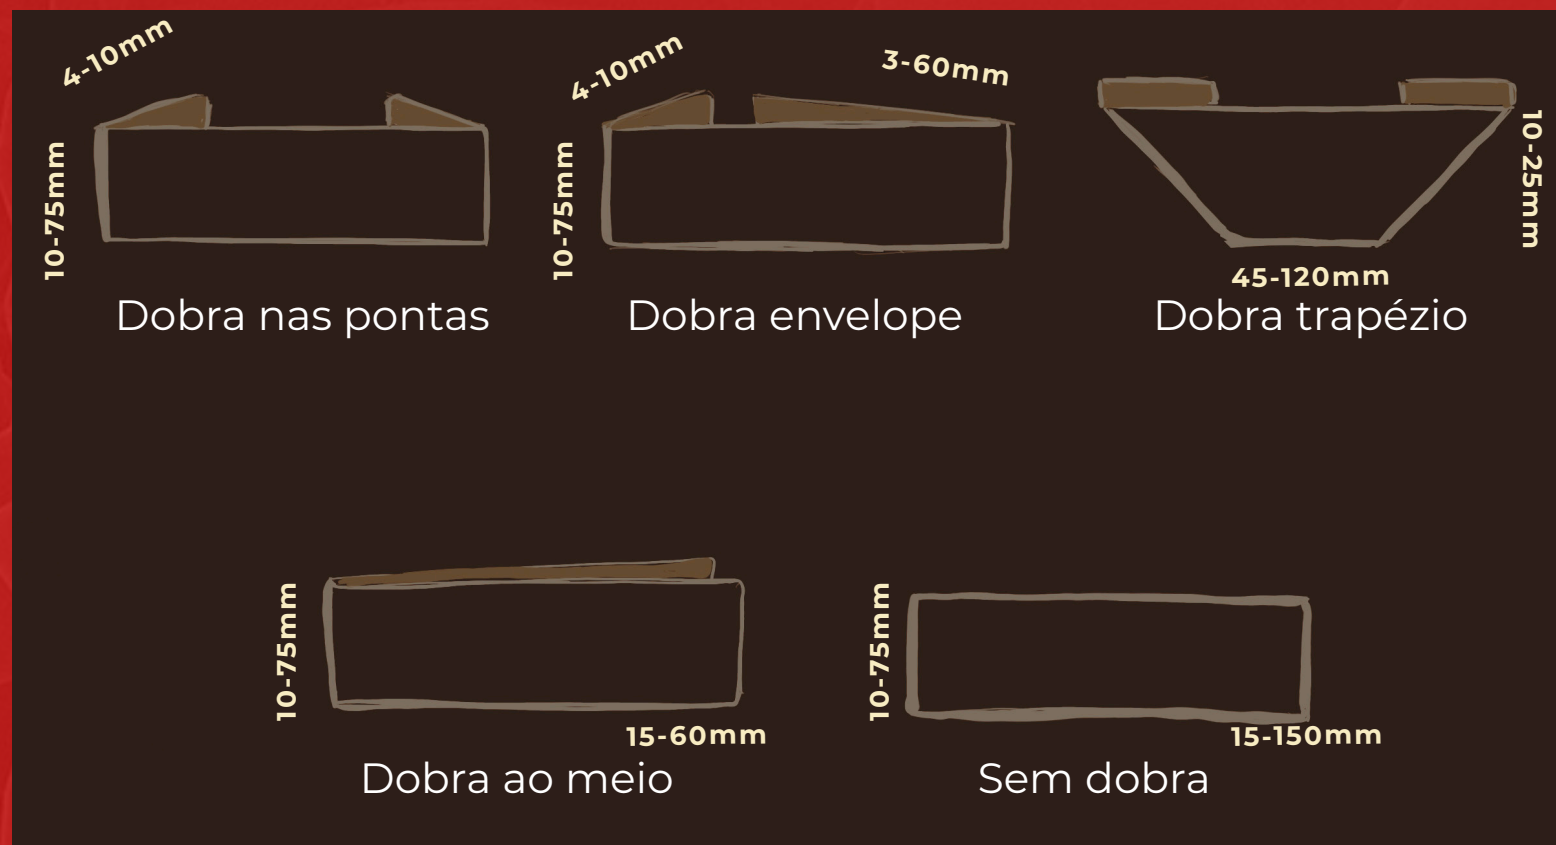 4-10mm
10-75mm
Dobra nas pontas
4-10mm
3-60mm
10-75mm
Dobra envelope
10-25mm
45-120mm
Dobra trapézio
10-75mm
15-60mm
Dobra ao meio
10-75mm
15-150mm
Sem dobra